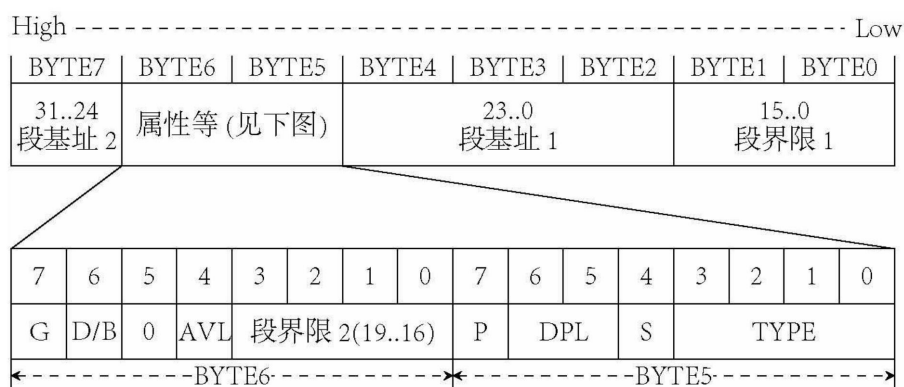 High Low
BYTE7 BYTE6 BYTE5 BYTE4 BYTE3 BYTE2 BYTE1 BYTE0
31..24 23..0 15..0
段基址 2 属性等 (见下图) 段基址 1 段界限 1
7 6 5 4 3 2 1 0 7 6 5 4 3 2 1 0
G D/B 0 AVL 段界限 2(19..16) P DPL S TYPE
BYTE6 BYTE5